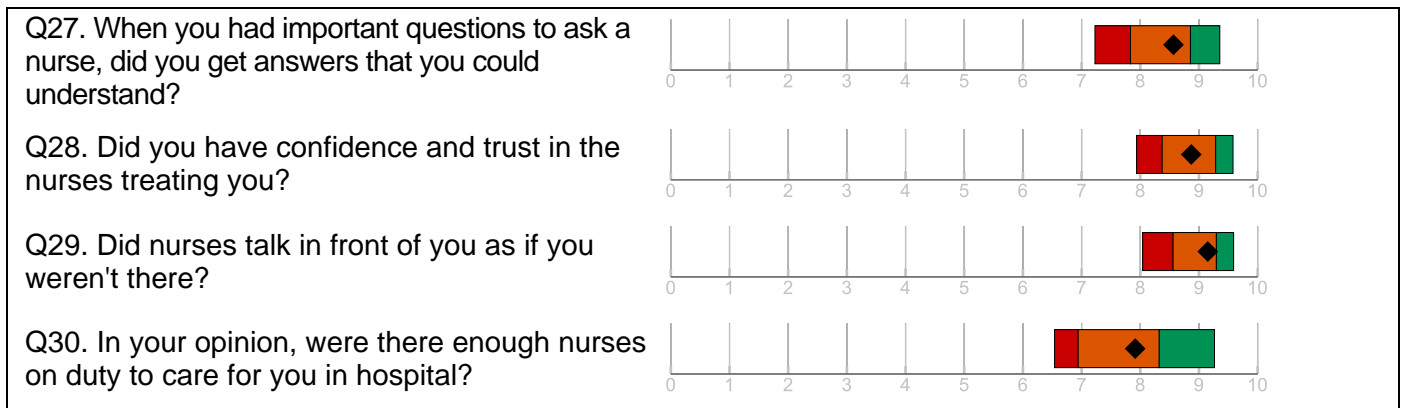 Q27. When you had important questions to ask a
nurse, did you get answers that you could
understand?
0 1 2 3 4 5 6 7 8 9 10
Q28. Did you have confidence and trust in the
nurses treating you?
0 1 2 3 4 5 6 7 8 9 10
Q29. Did nurses talk in front of you as if you
weren't there?
0 1 2 3 4 5 6 7 8 9 10
Q30. In your opinion, were there enough nurses
on duty to care for you in hospital?
0 1 2 3 4 5 6 7 8 9 10